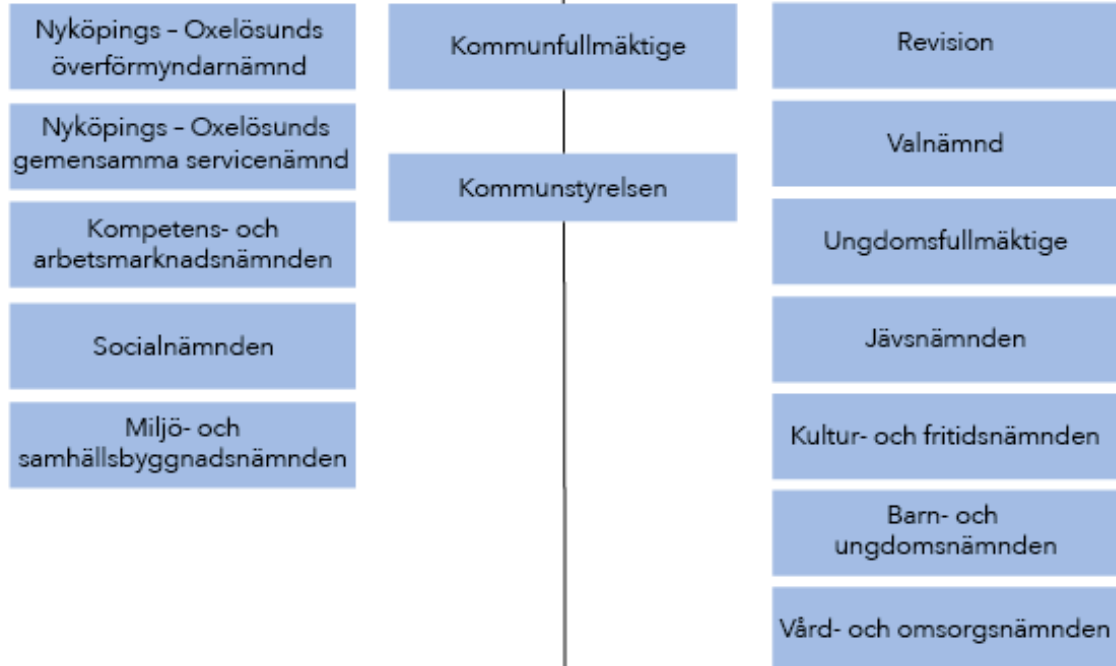 Nyköpings – Oxelösunds
överförmyndarnämnd
Nyköpings – Oxelösunds
gemensamma servicenämnd
Kompetens- och
arbetsmarknadsnämnden
Socialnämnden
Miljö- och
samhällsbyggnadsnämnden
Kommunfullmäktige
Kommunstyrelsen
Revision
Valnämnd
Ungdomsfullmäktige
Jävsnämnden
Kultur- och fritidsnämnden
Barn- och
ungdomsnämnden
Vård- och omsorgsnämnden